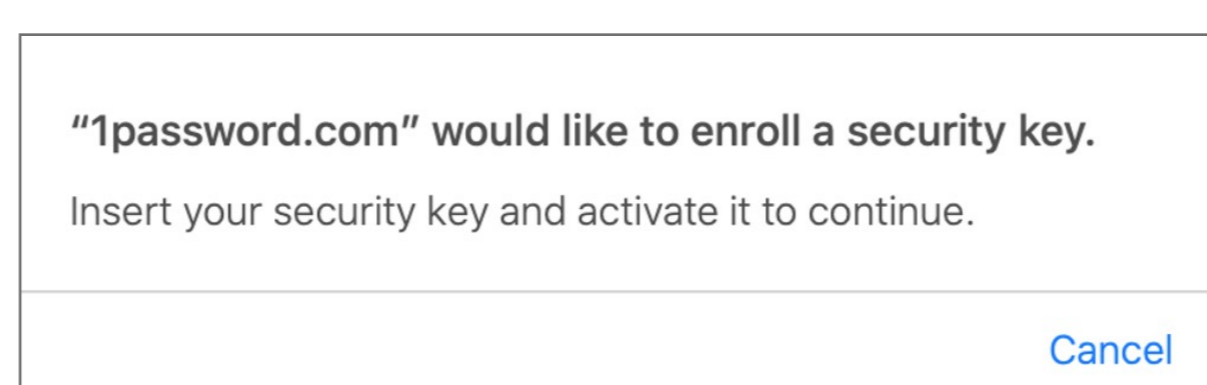 “1password.com” would like to enroll a security key.
Insert your security key and activate it to continue.
Cancel